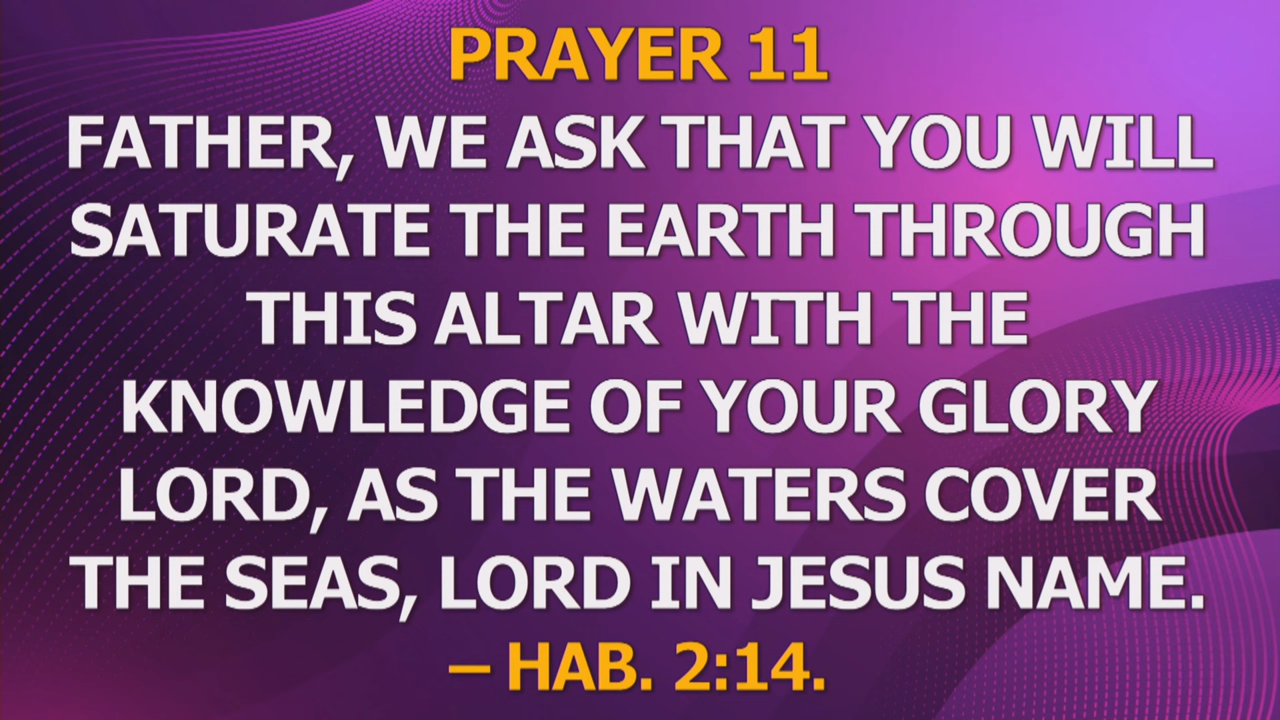 PRAYER 11
FATHER, WE ASK THAT YOU WILL
SATURATE THE EARTH THROUGH
THIS ALTAR WITH THE
KNOWLEDGE OF YOUR GLORY
LORD, AS THE WATERS COVER
THE SEAS, LORD IN JESUS NAME.
– HAB. 2:14.